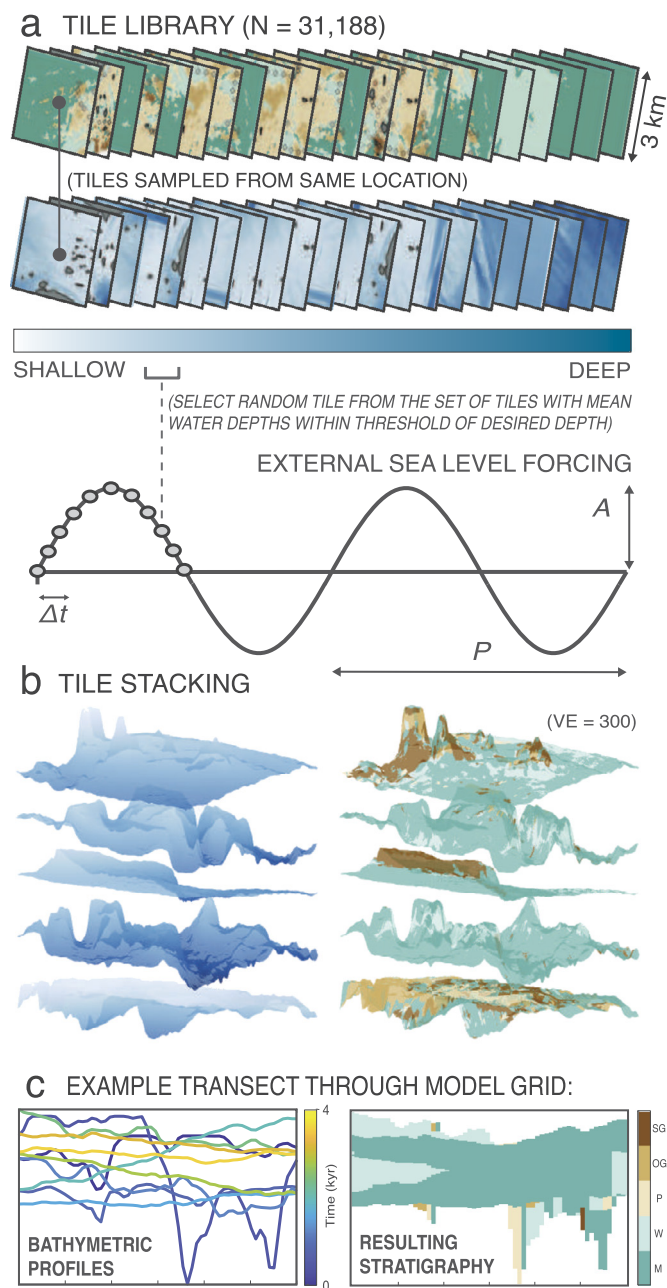 a TILE LIBRARY (N = 31,188)
3 km
(TILES SAMPLED FROM SAME LOCATION)
SHALLOW
DEEP
(SELECT RANDOM TILE FROM THE SET OF TILES WITH MEAN
WATER DEPTHS WITHIN THRESHOLD OF DESIRED DEPTH)
EXTERNAL SEA LEVEL FORCING
A
Δt
P
b TILE STACKING
(VE = 300)
c EXAMPLE TRANSECT THROUGH MODEL GRID:
4
Time (kyr)
0
BATHYMETRIC
PROFILES
RESULTING
STRATIGRAPHY
SG
OG
P
W
M